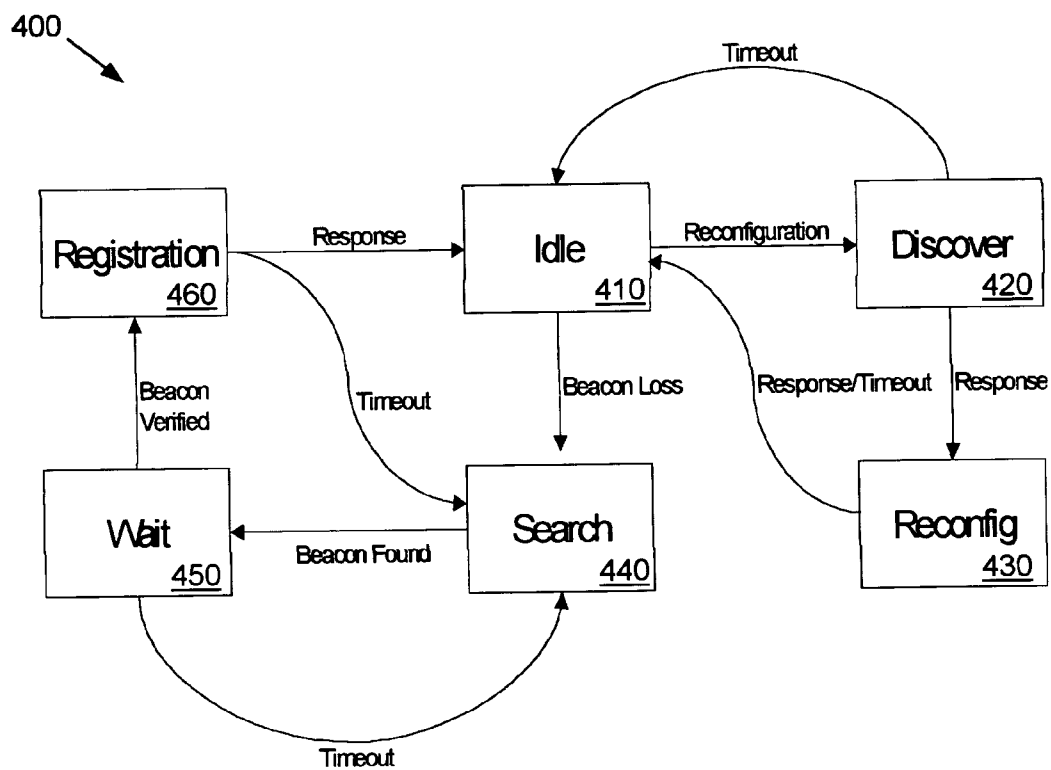 400
Timeout
Registration
460
Response
Idle
410
Reconfiguration
Discover
420
Beacon
Verified
Timeout
Beacon Loss
Response/Timeout
Response
Wait
450
Beacon Found
Search
440
Reconfig
430
Timeout